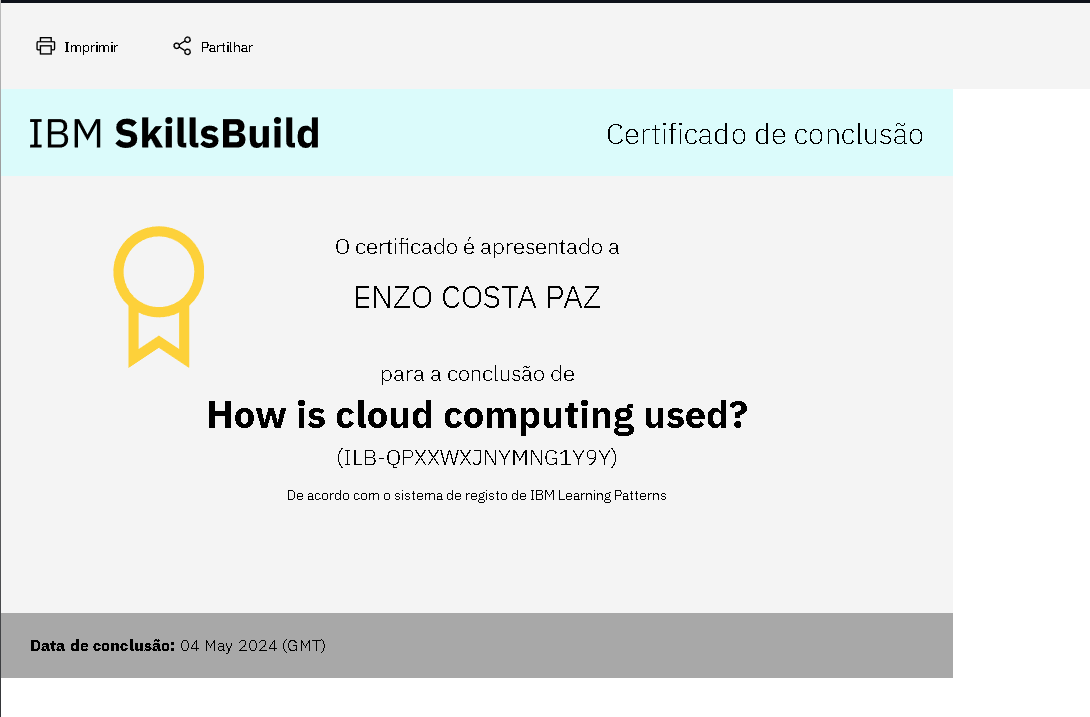 Imprimir
Partilhar
IBM SkillsBuild
Certificado de conclusão
O certificado é apresentado a
ENZO COSTA PAZ
para a conclusão de
How is cloud computing used?
(ILB-QPXXWXJNYMNG1Y9Y)
De acordo com o sistema de registo de IBM Learning Patterns
Data de conclusão: 04 May 2024 (GMT)